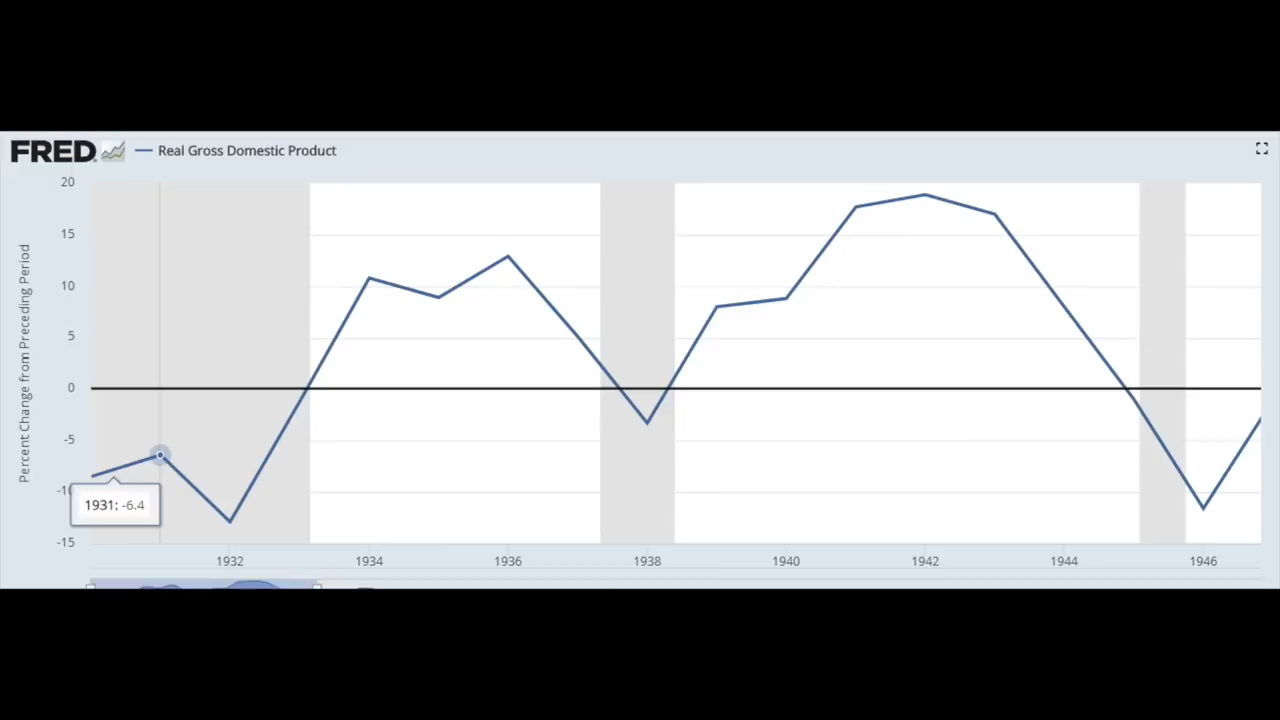 FRED
Real Gross Domestic Product
Percent Change from Preceding Period
20
15
10
5
0
-5
-10
-15
1931: -6.4
1932 1934 1936 1938 1940 1942 1944 1946